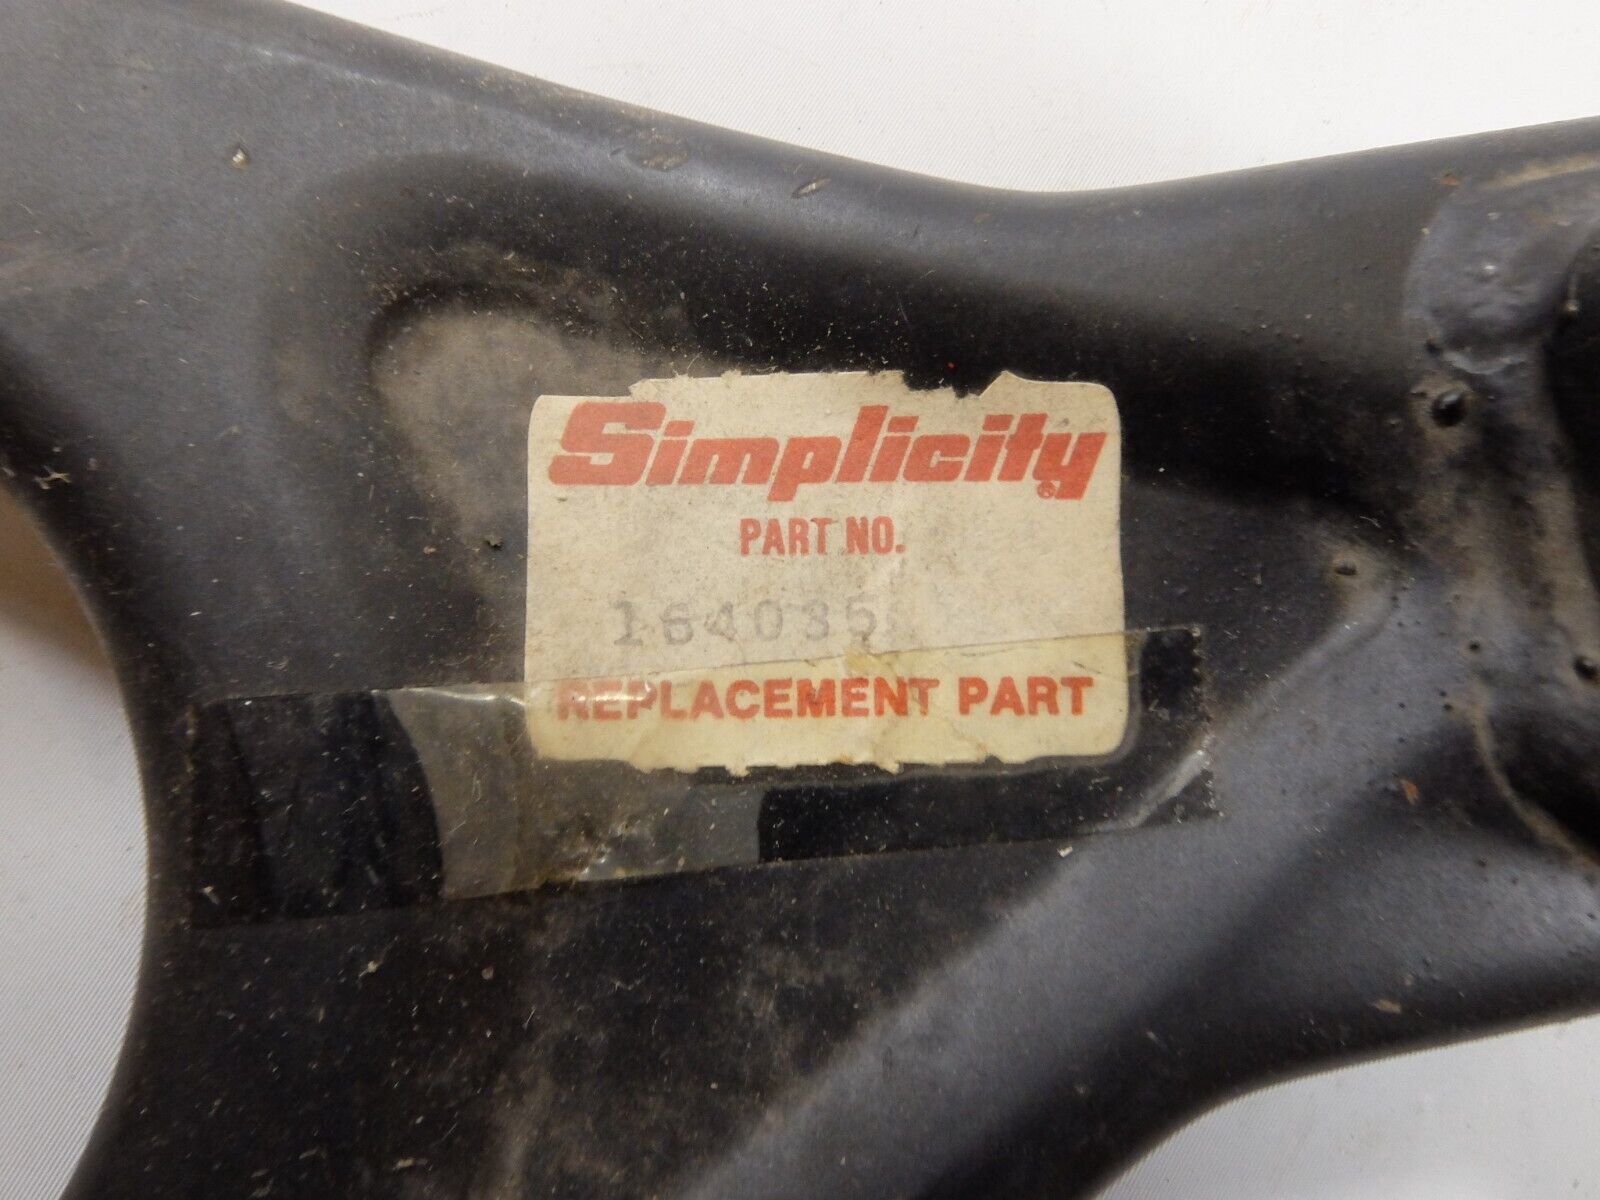 Simplicity®
PART NO.
164035
REPLACEMENT PART